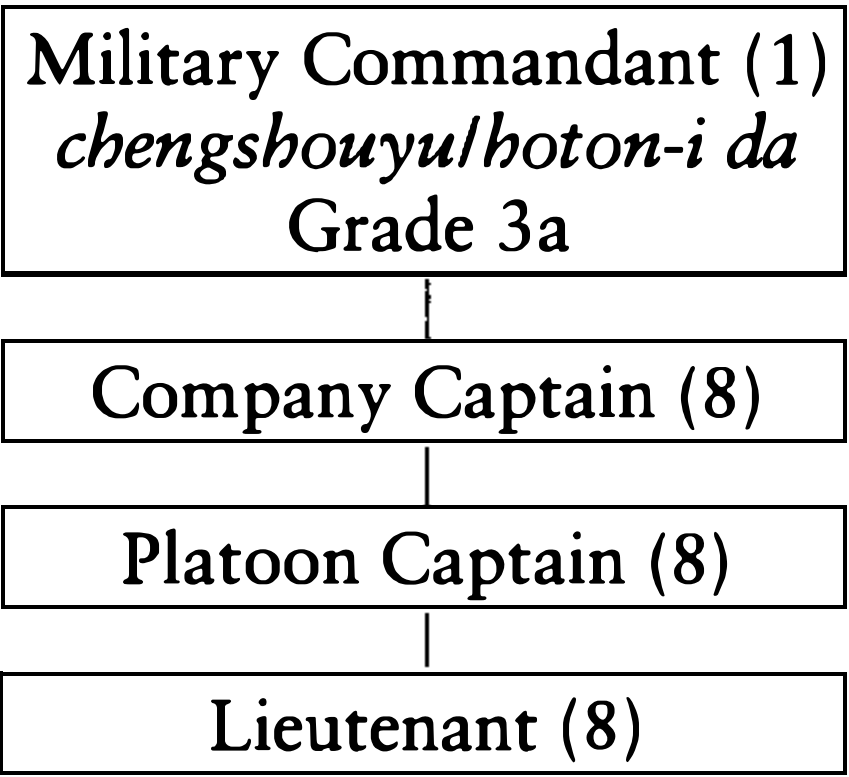 Military Commandant (1)
chengshouyu/hoton-i da
Grade 3a
Company Captain (8)
Platoon Captain (8)
Lieutenant (8)